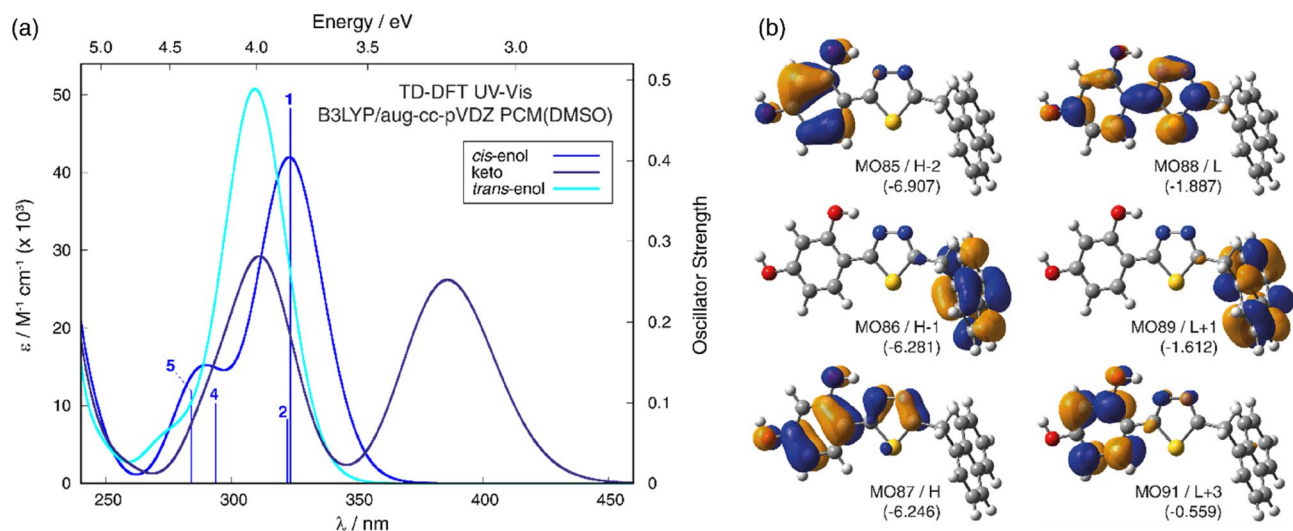 (a)
Energy / eV
5.0 4.5 4.0 3.5 3.0
TD-DFT UV-Vis
B3LYP/aug-cc-pVDZ PCM(DMSO)
cis-enol
keto
trans-enol
1
5
4
2
50
40
30
20
10
0
ε / M⁻¹ cm⁻¹ (x 10³)
0.5
0.4
0.3
0.2
0.1
0
Oscillator Strength
250 300 350 400 450
λ / nm
(b)
MO85 / H-2
(-6.907)
MO88 / L
(-1.887)
MO86 / H-1
(-6.281)
MO89 / L+1
(-1.612)
MO87 / H
(-6.246)
MO91 / L+3
(-0.559)